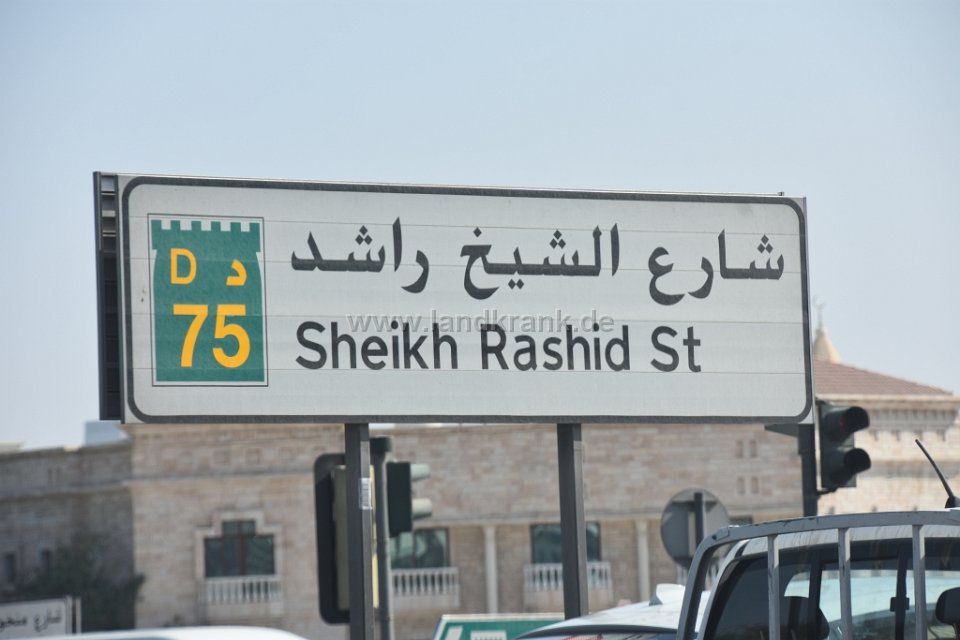 شارع الشيخ راشد
D د
75
Sheikh Rashid St
www.landkrank.de